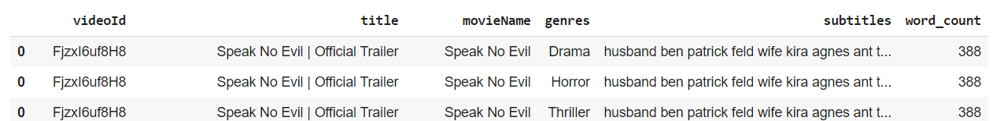 videoId title movieName genres subtitles word_count
0 FjzxI6uf8H8 Speak No Evil | Official Trailer Speak No Evil Drama husband ben patrick feld wife kira agnes ant t... 388
0 FjzxI6uf8H8 Speak No Evil | Official Trailer Speak No Evil Horror husband ben patrick feld wife kira agnes ant t... 388
0 FjzxI6uf8H8 Speak No Evil | Official Trailer Speak No Evil Thriller husband ben patrick feld wife kira agnes ant t... 388